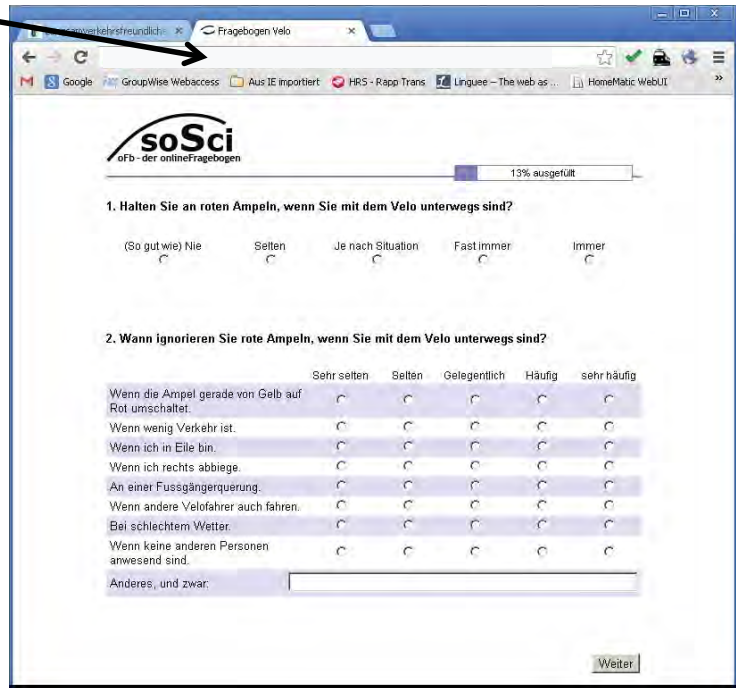 Fragebogen Velo
Google GroupWise Webaccess Aus IE importiert HRS - Rapp Trans Linguee – The web as ... HomeMatic WebUI »
soSci
oFb - der onlineFragebogen
13% ausgefüllt
1. Halten Sie an roten Ampeln, wenn Sie mit dem Velo unterwegs sind?
(So gut wie) Nie Selten Je nach Situation Fast immer Immer
2. Wann ignorieren Sie rote Ampeln, wenn Sie mit dem Velo unterwegs sind?
Sehr selten Selten Gelegentlich Häufig sehr häufig
Wenn die Ampel gerade von Gelb auf
Rot umschaltet.
Wenn wenig Verkehr ist.
Wenn ich in Eile bin.
Wenn ich rechts abbiege.
An einer Fussgängerquerung.
Wenn andere Velofahrer auch fahren.
Bei schlechtem Wetter.
Wenn keine anderen Personen
anwesend sind.
Anderes, und zwar:
Weiter